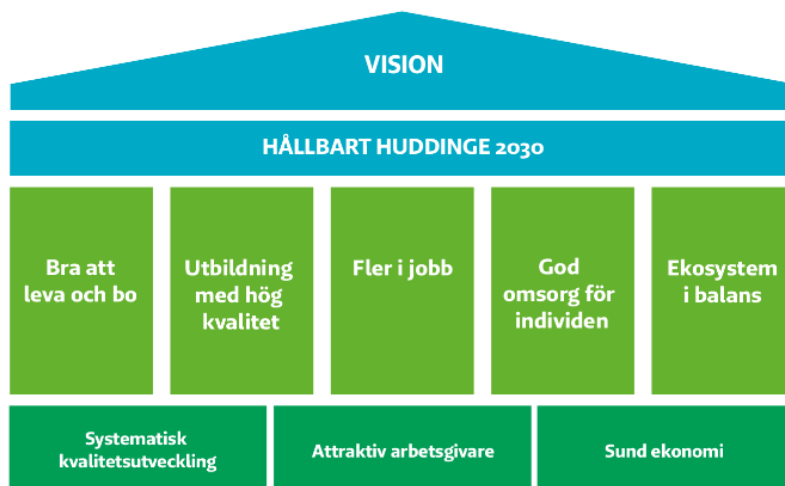 VISION
HÅLLBART HUDDINGE 2030
Bra att
leva och bo
Utbildning
med hög
kvalitet
Fler i jobb
God
omsorg för
individen
Ekosystem
i balans
Systematisk
kvalitetsutveckling
Attraktiv arbetsgivare
Sund ekonomi